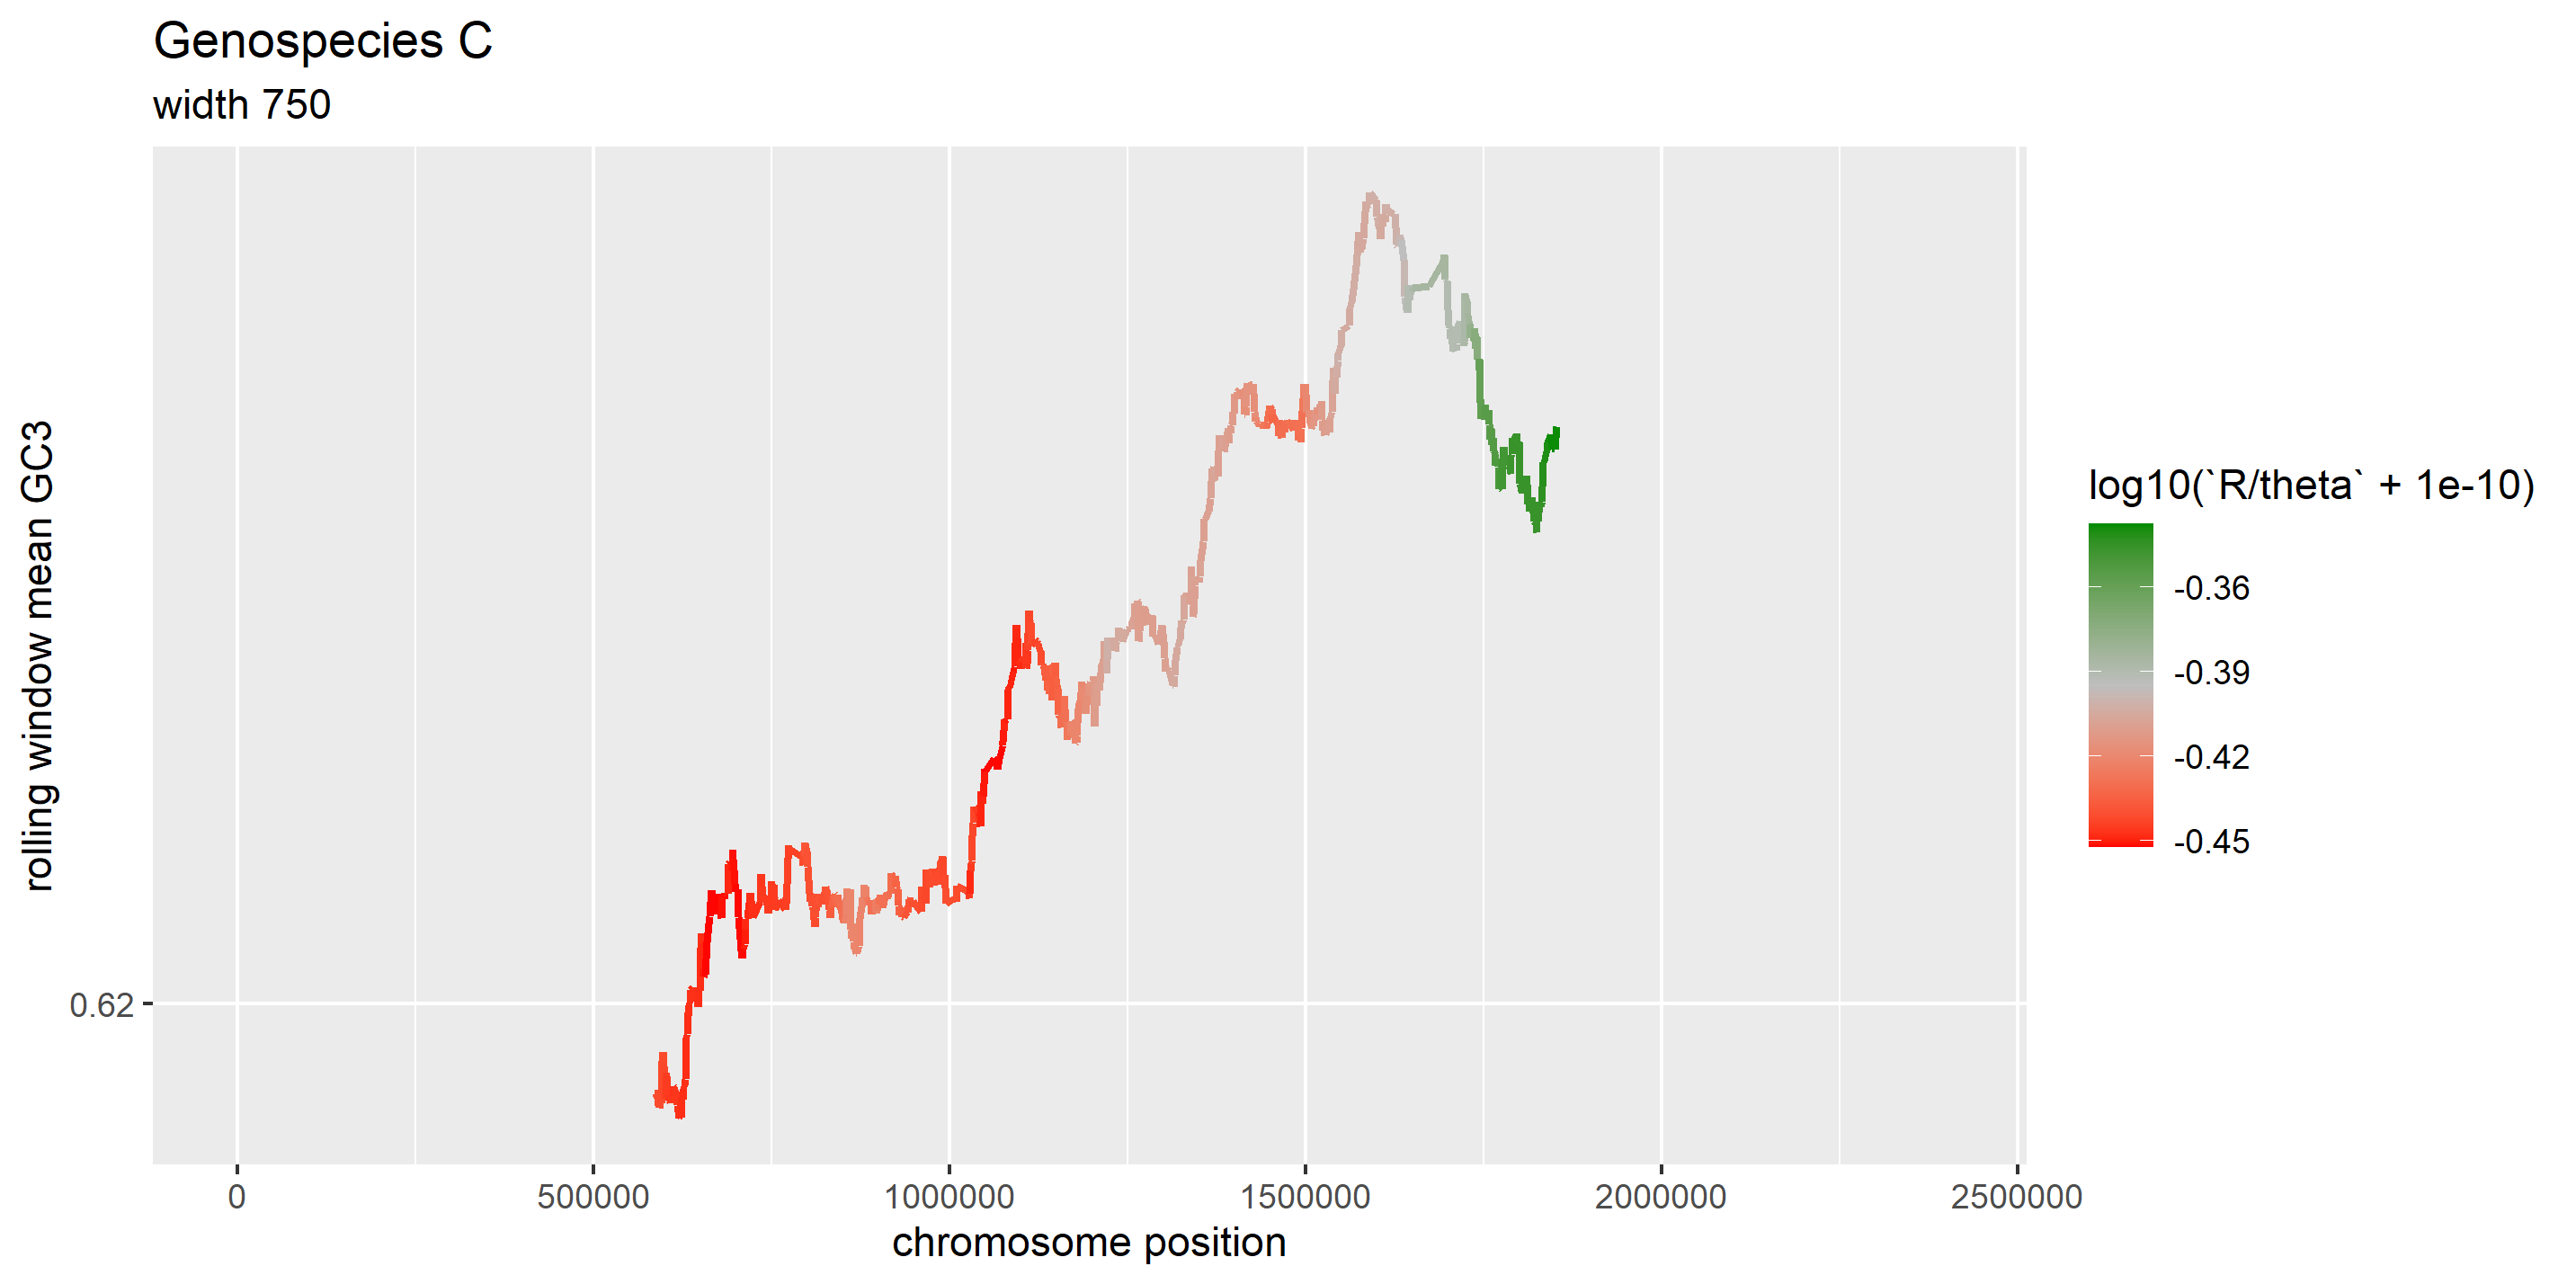 Genospecies C
width 750
rolling window mean GC3
0.62
0 500000 1000000 1500000 2000000 2500000
chromosome position
log10(`R/theta` + 1e-10)
-0.36
-0.39
-0.42
-0.45